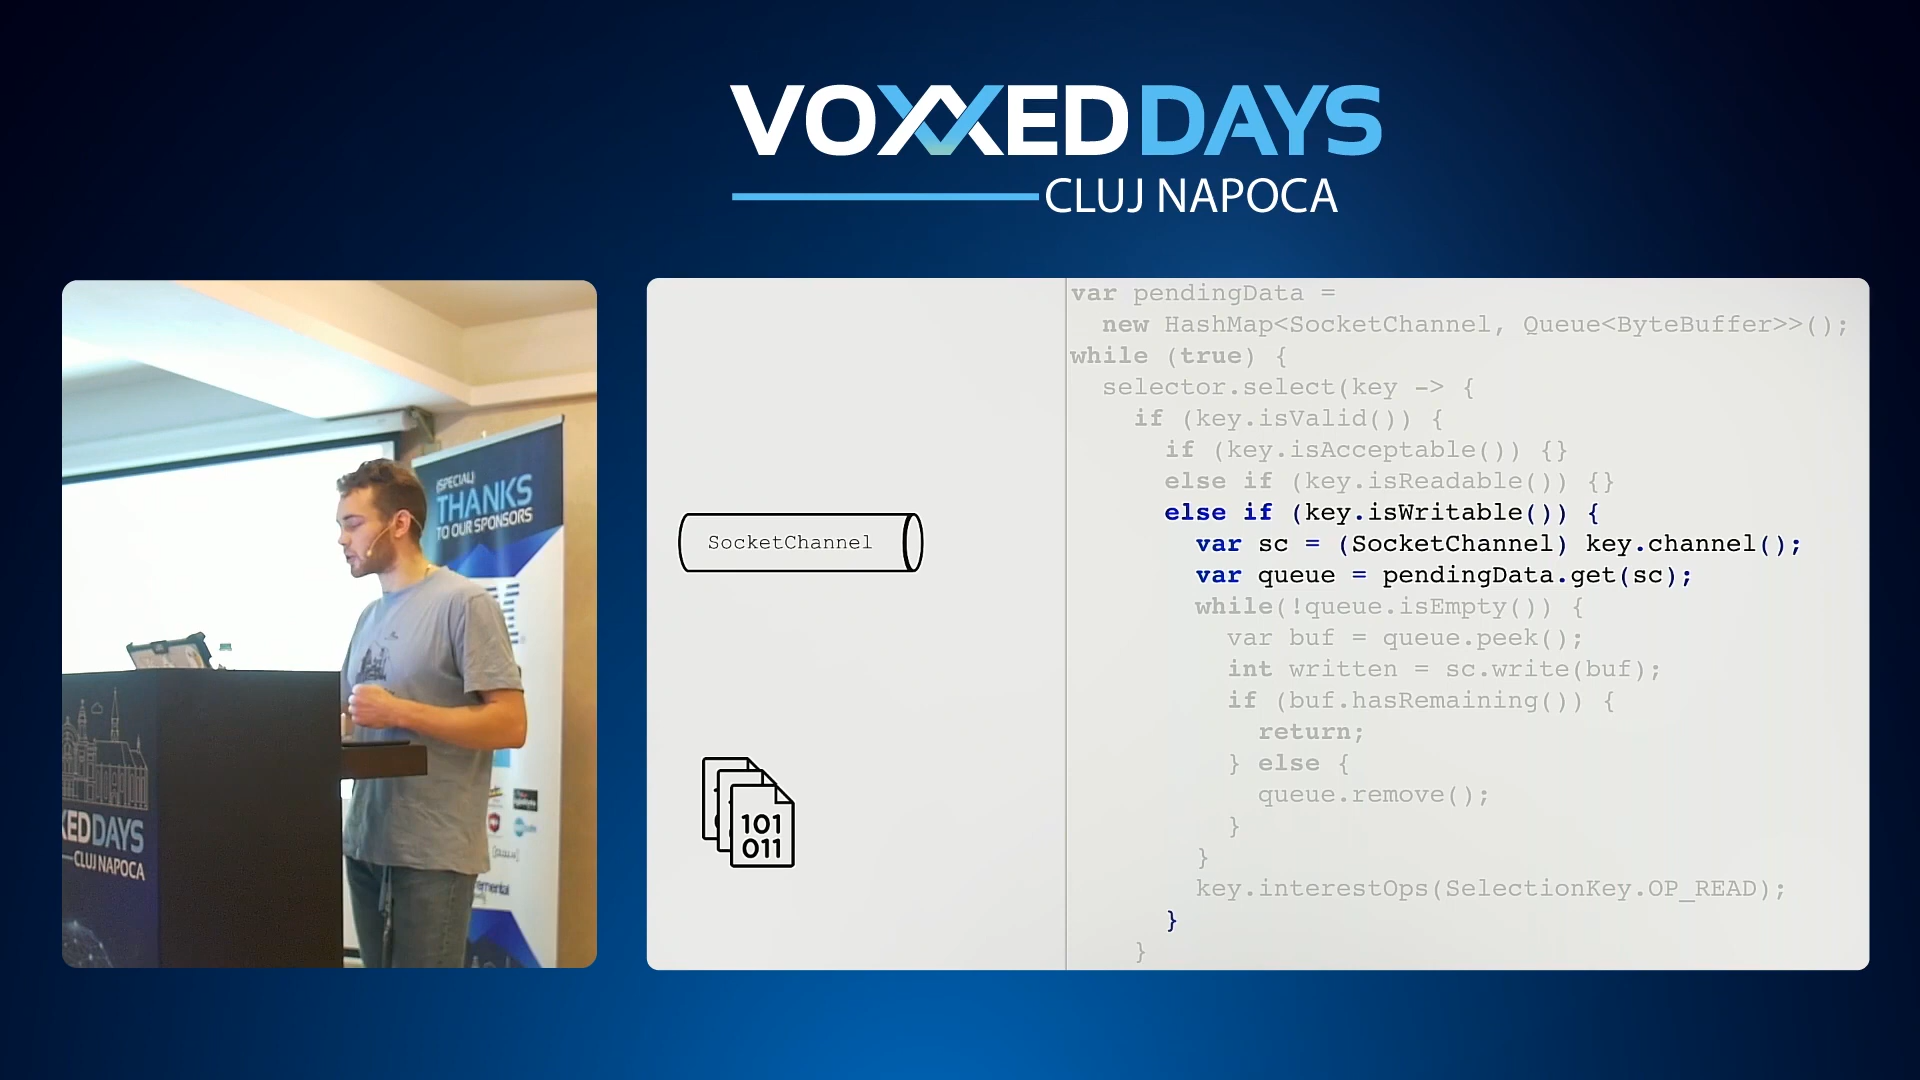 VOXXEDDAYS
CLUJ NAPOCA
(SPECIAL)
THANKS
TO OUR SPONSORS
XEDDAYS
CLUJ NAPOCA
SocketChannel
101
011
var pendingData =
  new HashMap<SocketChannel, Queue<ByteBuffer>>();
while (true) {
  selector.select(key -> {
    if (key.isValid()) {
      if (key.isAcceptable()) {}
      else if (key.isReadable()) {}
      else if (key.isWritable()) {
        var sc = (SocketChannel) key.channel();
        var queue = pendingData.get(sc);
        while(!queue.isEmpty()) {
          var buf = queue.peek();
          int written = sc.write(buf);
          if (buf.hasRemaining()) {
            return;
          } else {
            queue.remove();
          }
        }
        key.interestOps(SelectionKey.OP_READ);
      }
    }